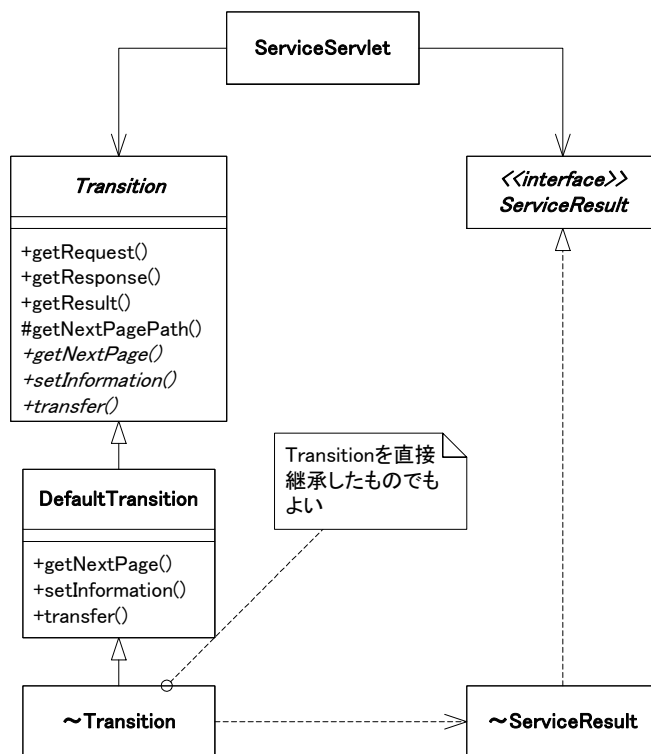 ServiceServlet
Transition
+getRequest()
+getResponse()
+getResult()
#getNextPagePath()
+getNextPage()
+setInformation()
+transfer()
<<interface>>
ServiceResult
Transitionを直接
継承したものでも
よい
DefaultTransition
+getNextPage()
+setInformation()
+transfer()
～Transition
～ServiceResult